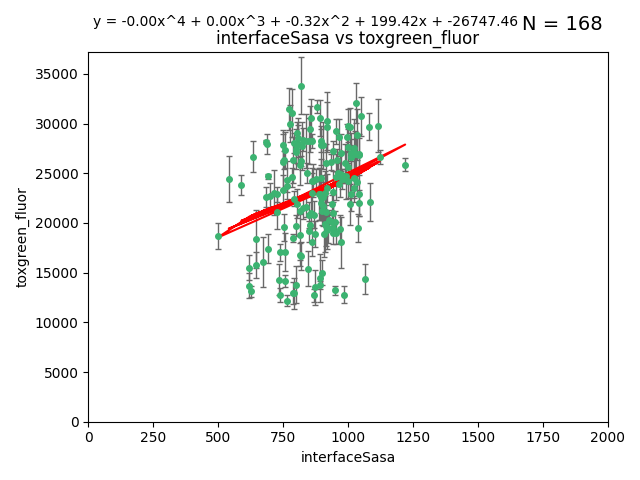 y = -0.00x^4 + 0.00x^3 + -0.32x^2 + 199.42x + -26747.46 N = 168
interfaceSasa vs toxgreen_fluor
35000
30000
25000
20000
15000
10000
5000
0
toxgreen_fluor
0 250 500 750 1000 1250 1500 1750 2000
interfaceSasa